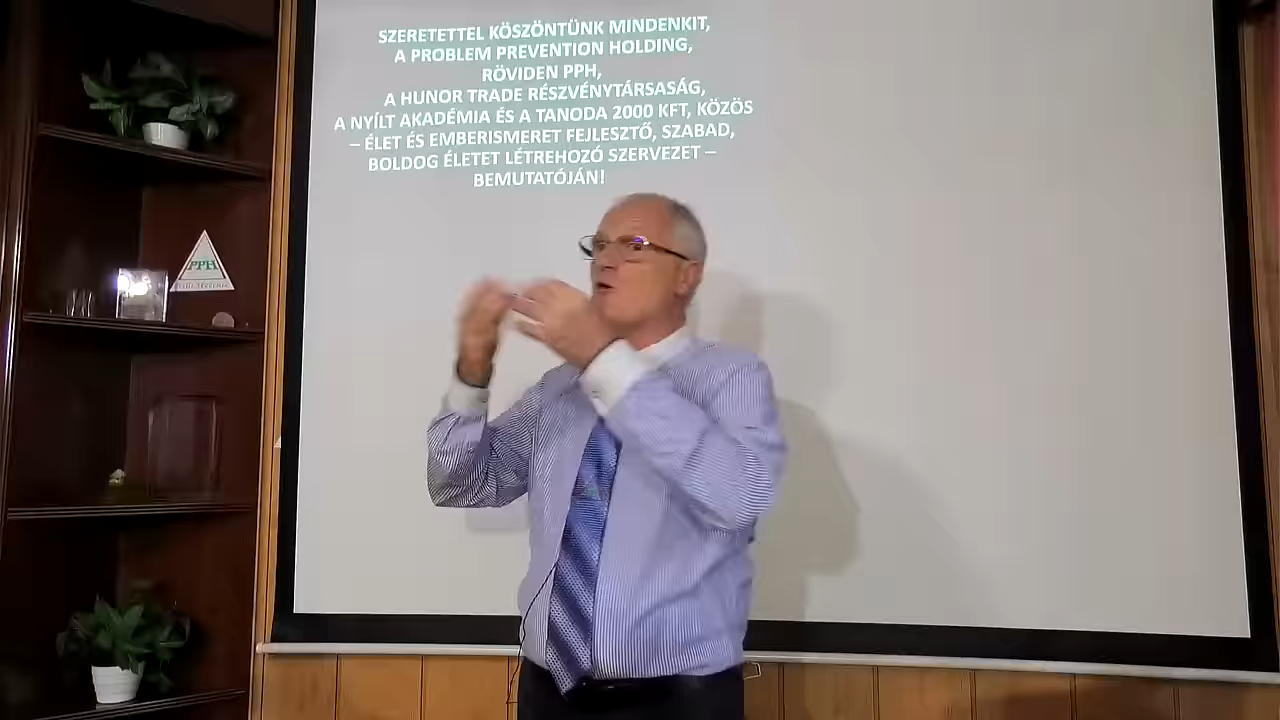 SZERETETTEL KÖSZÖNTÜNK MINDENKIT,
A PROBLEM PREVENTION HOLDING,
RÖVIDEN PPH,
A HUNOR TRADE RÉSZVÉNYTÁRSASÁG,
A NYÍLT AKADÉMIA ÉS A TANODA 2000 KFT, KÖZÖS
– ÉLET ÉS EMBERISMERET FEJLESZTŐ, SZABAD,
BOLDOG ÉLETET LÉTREHOZÓ SZERVEZET –
BEMUTATÓJÁN!
PPH